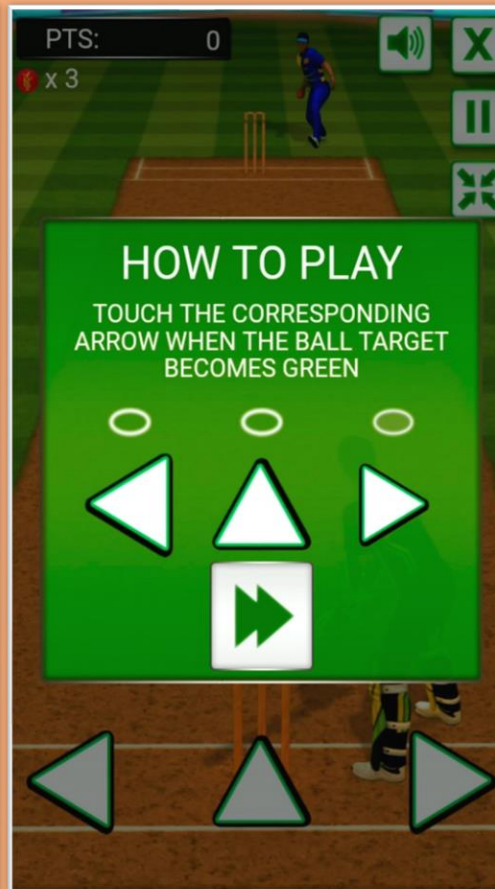 PTS: 0
x 3
X
HOW TO PLAY
TOUCH THE CORRESPONDING
ARROW WHEN THE BALL TARGET
BECOMES GREEN